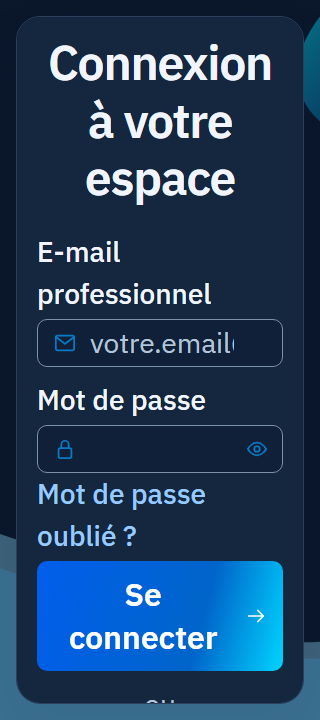 Connexion
à votre
espace
E-mail
professionnel
votre.email
Mot de passe
Mot de passe
oublié ?
Se
connecter